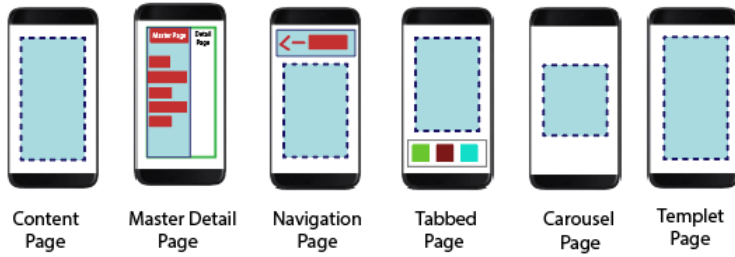 Master Page
Detail
Page
Content
Page
Master Detail
Page
Navigation
Page
Tabbed
Page
Carousel
Page
Templet
Page